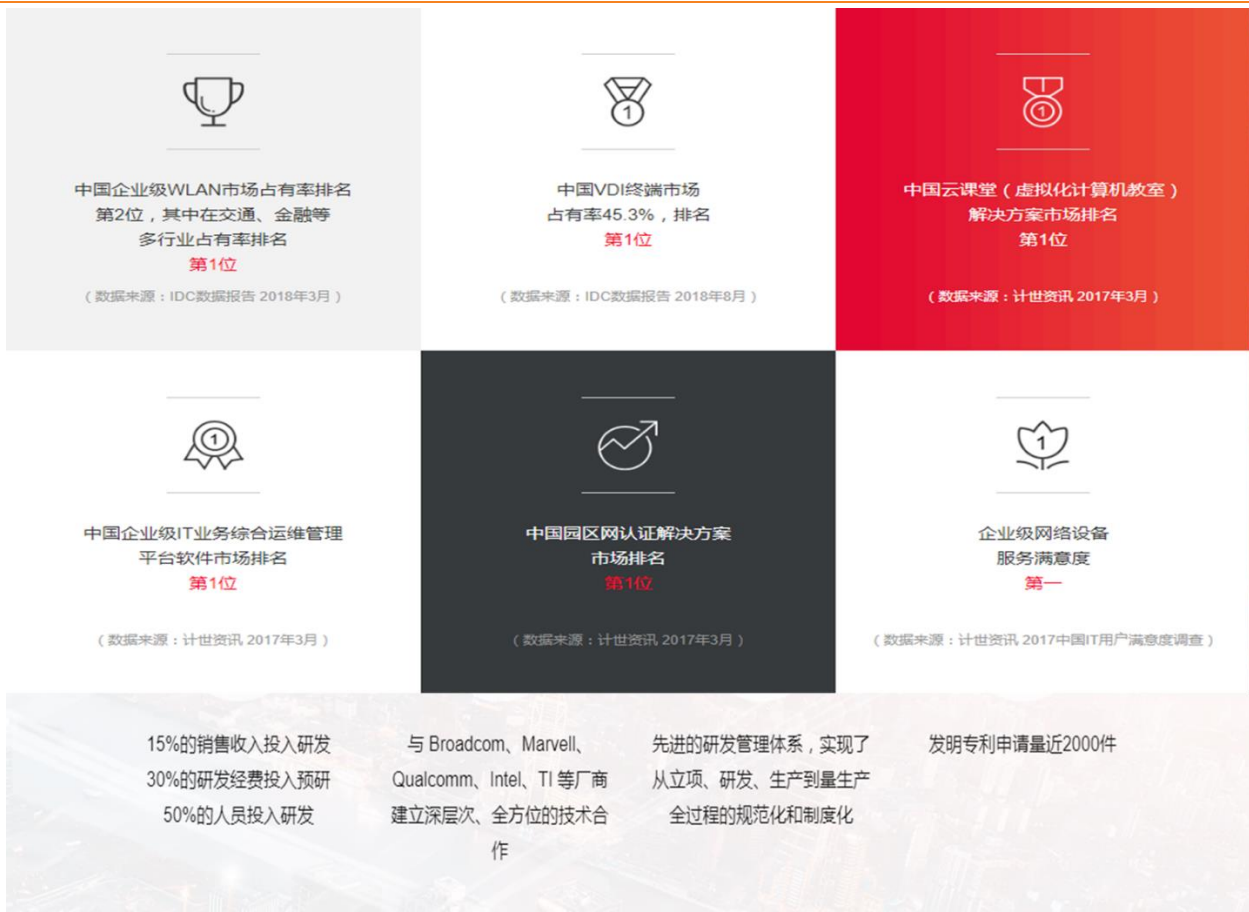 中国企业级WLAN市场占有率排名
第2位，其中在交通、金融等
多行业占有率排名
第1位
（数据来源：IDC数据报告 2018年3月）
中国VDI终端市场
占有率45.3%，排名
第1位
（数据来源：IDC数据报告 2018年8月）
中国云课堂（虚拟化计算机教室）
解决方案市场排名
第1位
（数据来源：计世资讯 2017年3月）
中国企业级IT业务综合运维管理
平台软件市场排名
第1位
（数据来源：计世资讯 2017年3月）
中国园区网认证解决方案
市场排名
第1位
（数据来源：计世资讯 2017年3月）
企业级网络设备
服务满意度
第一
（数据来源：计世资讯 2017中国IT用户满意度调查）
15%的销售收入投入研发
30%的研发经费投入预研
50%的人员投入研发
与 Broadcom、Marvell、
Qualcomm、Intel、TI 等厂商
建立深层次、全方位的技术合
作
先进的研发管理体系，实现了
从立项、研发、生产到量生产
全过程的规范化和制度化
发明专利申请量近2000件
1
1
1
1